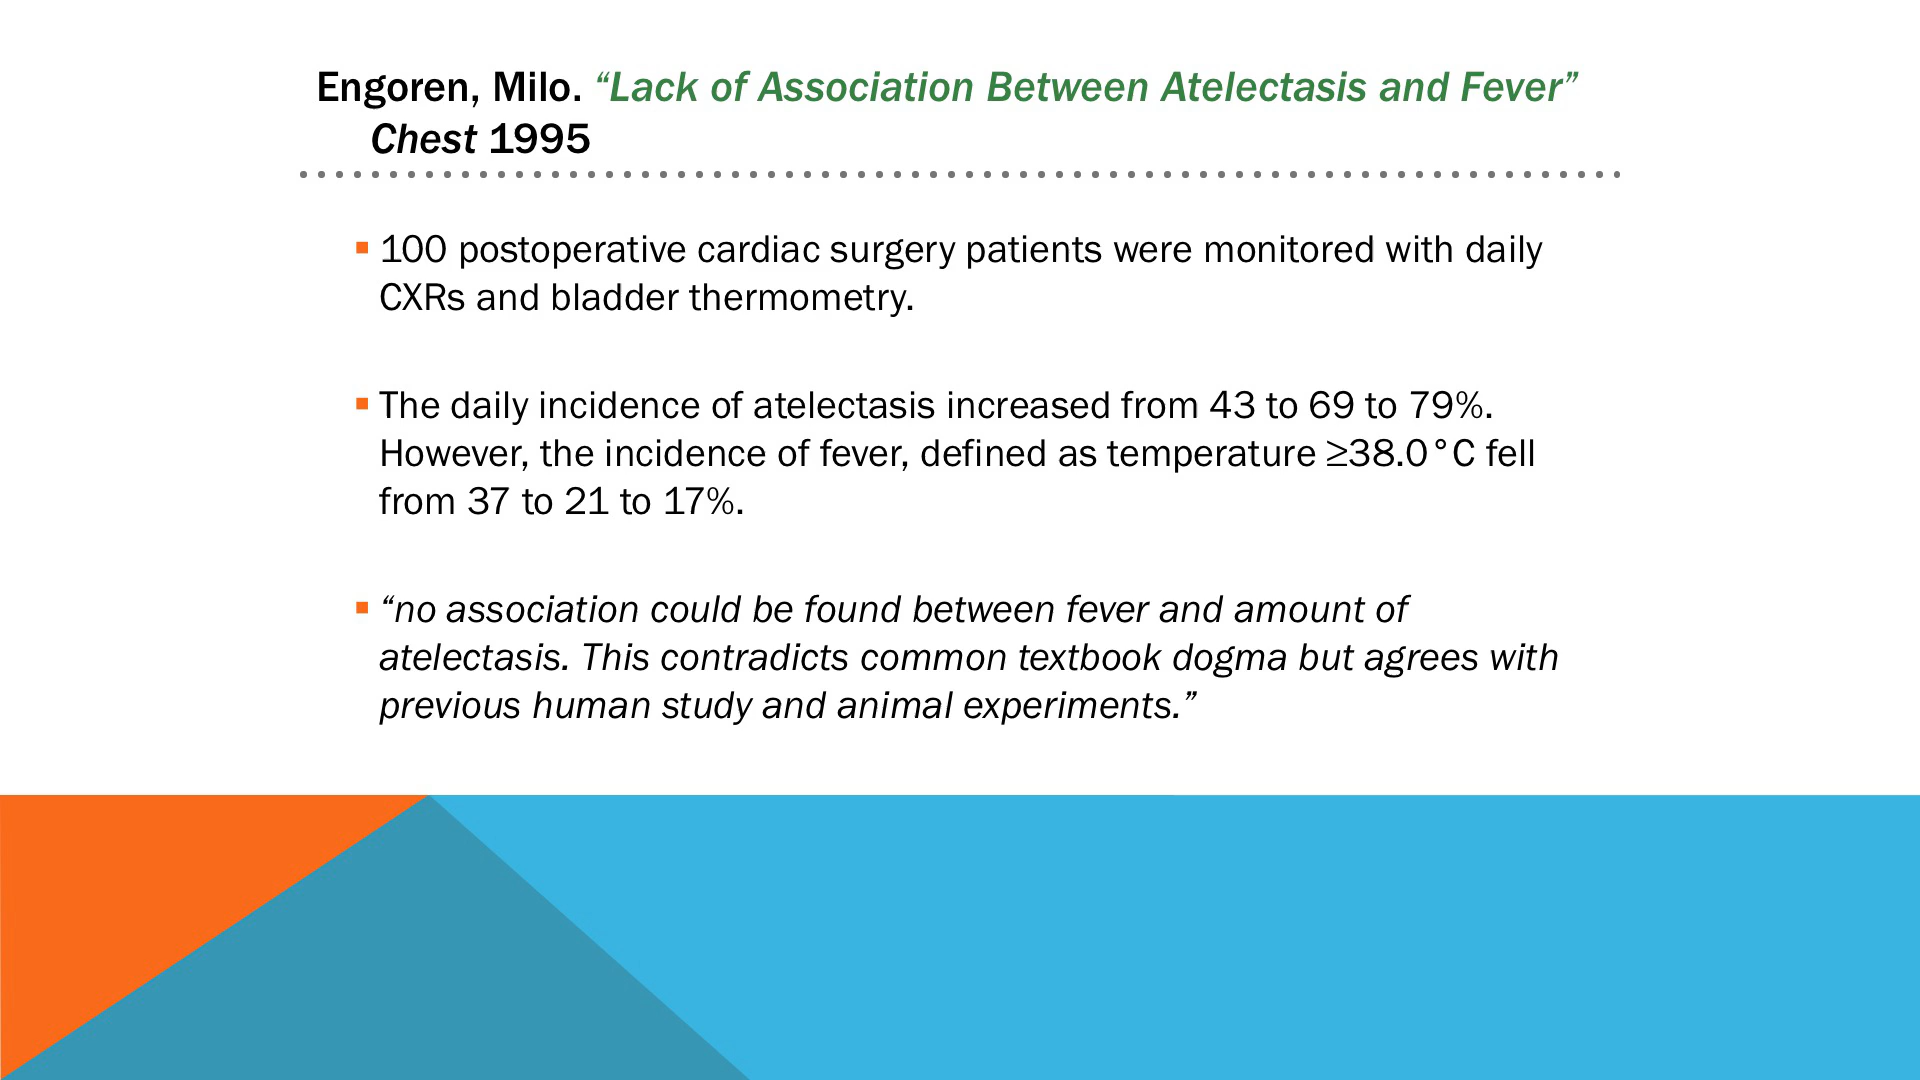 Engoren, Milo. “Lack of Association Between Atelectasis and Fever”
Chest 1995
100 postoperative cardiac surgery patients were monitored with daily
CXRs and bladder thermometry.
The daily incidence of atelectasis increased from 43 to 69 to 79%.
However, the incidence of fever, defined as temperature ≥38.0°C fell
from 37 to 21 to 17%.
“no association could be found between fever and amount of
atelectasis. This contradicts common textbook dogma but agrees with
previous human study and animal experiments.”